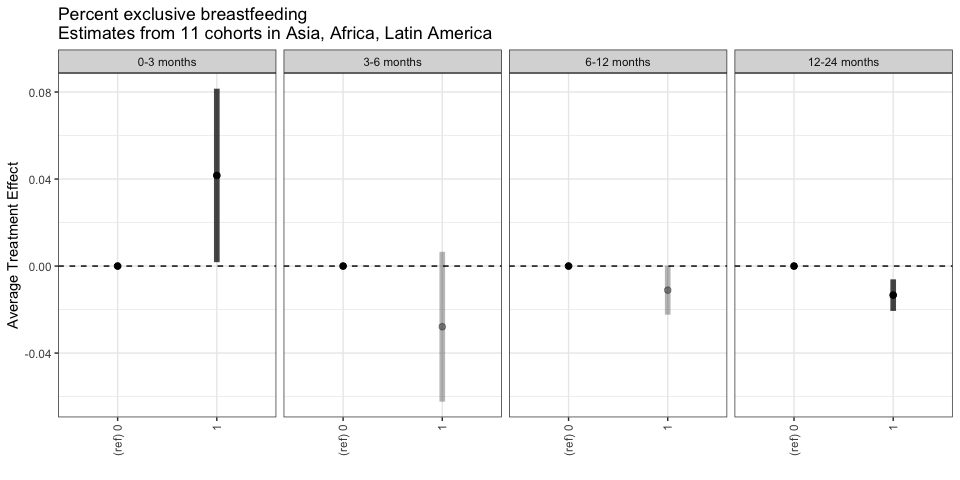 Percent exclusive breastfeeding
Estimates from 11 cohorts in Asia, Africa, Latin America
0-3 months
3-6 months
6-12 months
12-24 months
Average Treatment Effect
0.08
0.04
0.00
-0.04
(ref) 0
1
(ref) 0
1
(ref) 0
1
(ref) 0
1